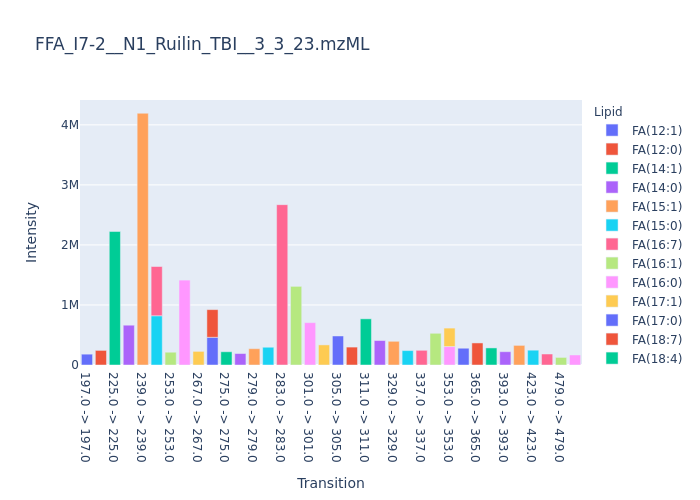 FFA_I7-2__N1_Ruilin_TBI__3_3_23.mzML
Intensity
4M
3M
2M
1M
0
197.0 -> 197.0
225.0 -> 225.0
239.0 -> 239.0
253.0 -> 253.0
267.0 -> 267.0
275.0 -> 275.0
279.0 -> 279.0
283.0 -> 283.0
301.0 -> 301.0
305.0 -> 305.0
311.0 -> 311.0
329.0 -> 329.0
337.0 -> 337.0
353.0 -> 353.0
365.0 -> 365.0
393.0 -> 393.0
423.0 -> 423.0
479.0 -> 479.0
Transition
Lipid
FA(12:1)
FA(12:0)
FA(14:1)
FA(14:0)
FA(15:1)
FA(15:0)
FA(16:7)
FA(16:1)
FA(16:0)
FA(17:1)
FA(17:0)
FA(18:7)
FA(18:4)